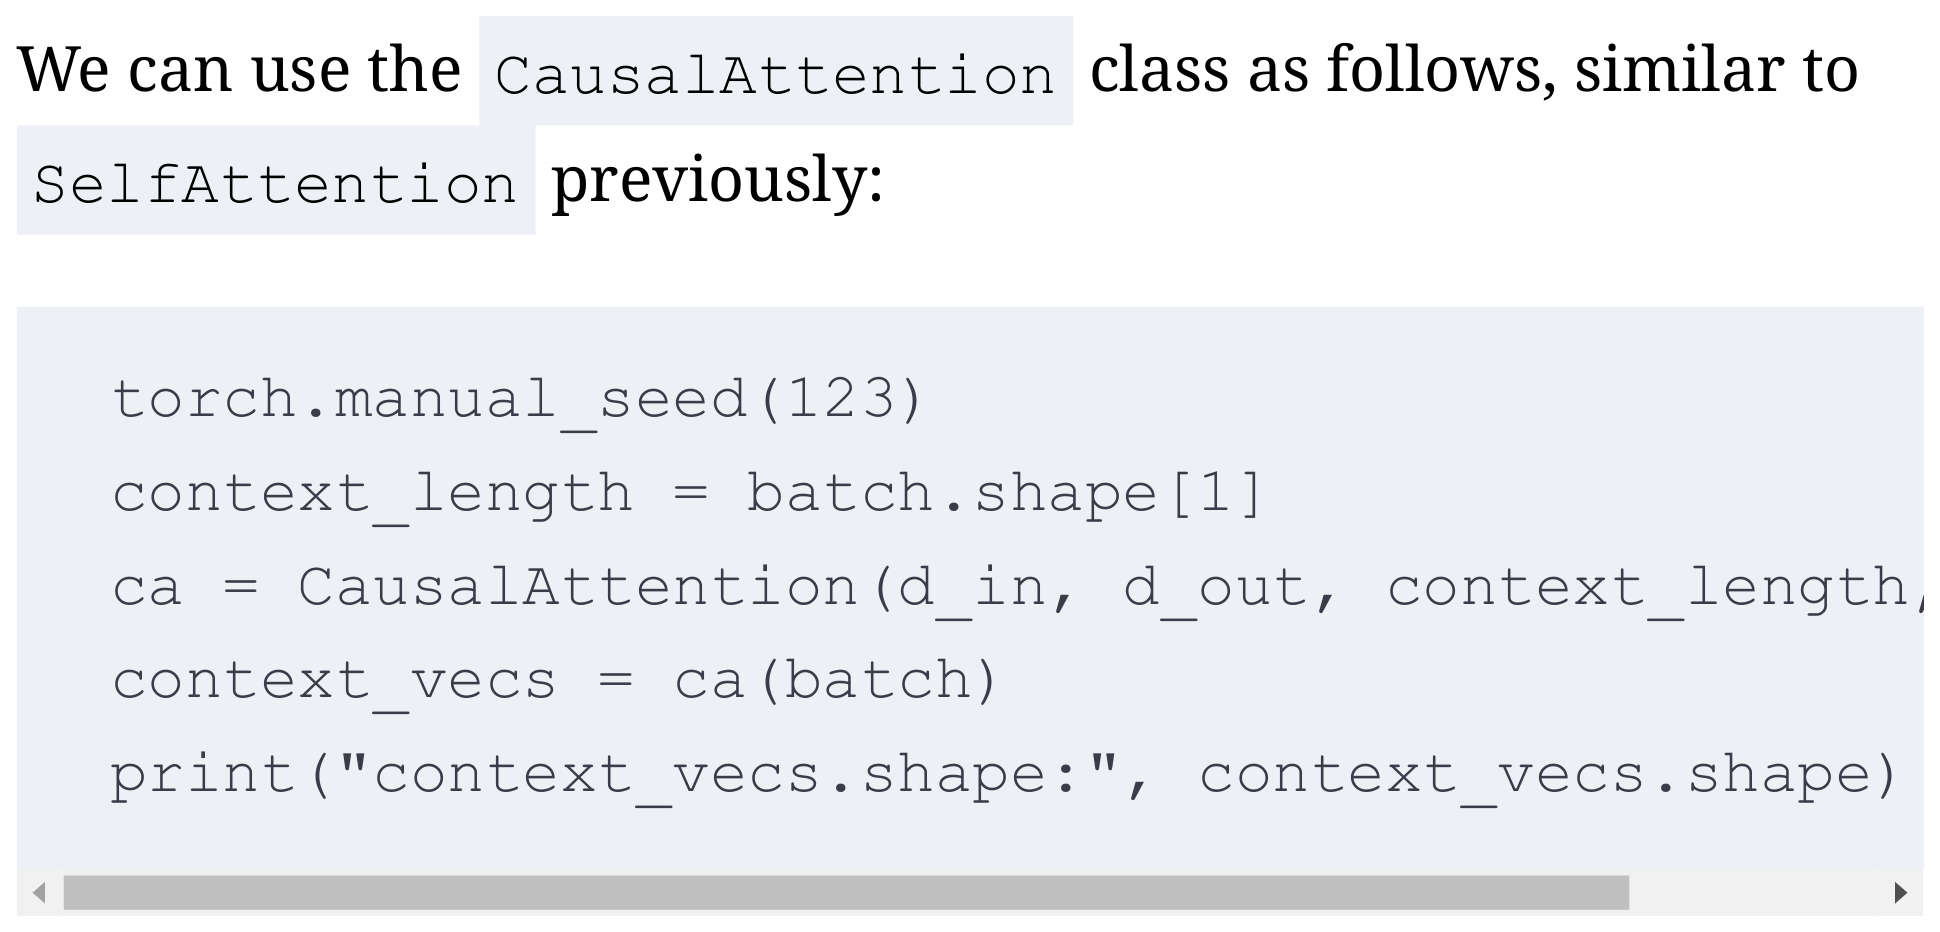 We can use the CausalAttention class as follows, similar to
SelfAttention previously:
torch.manual_seed(123)
context_length = batch.shape[1]
ca = CausalAttention(d_in, d_out, context_length,
context_vecs = ca(batch)
print("context_vecs.shape:", context_vecs.shape)